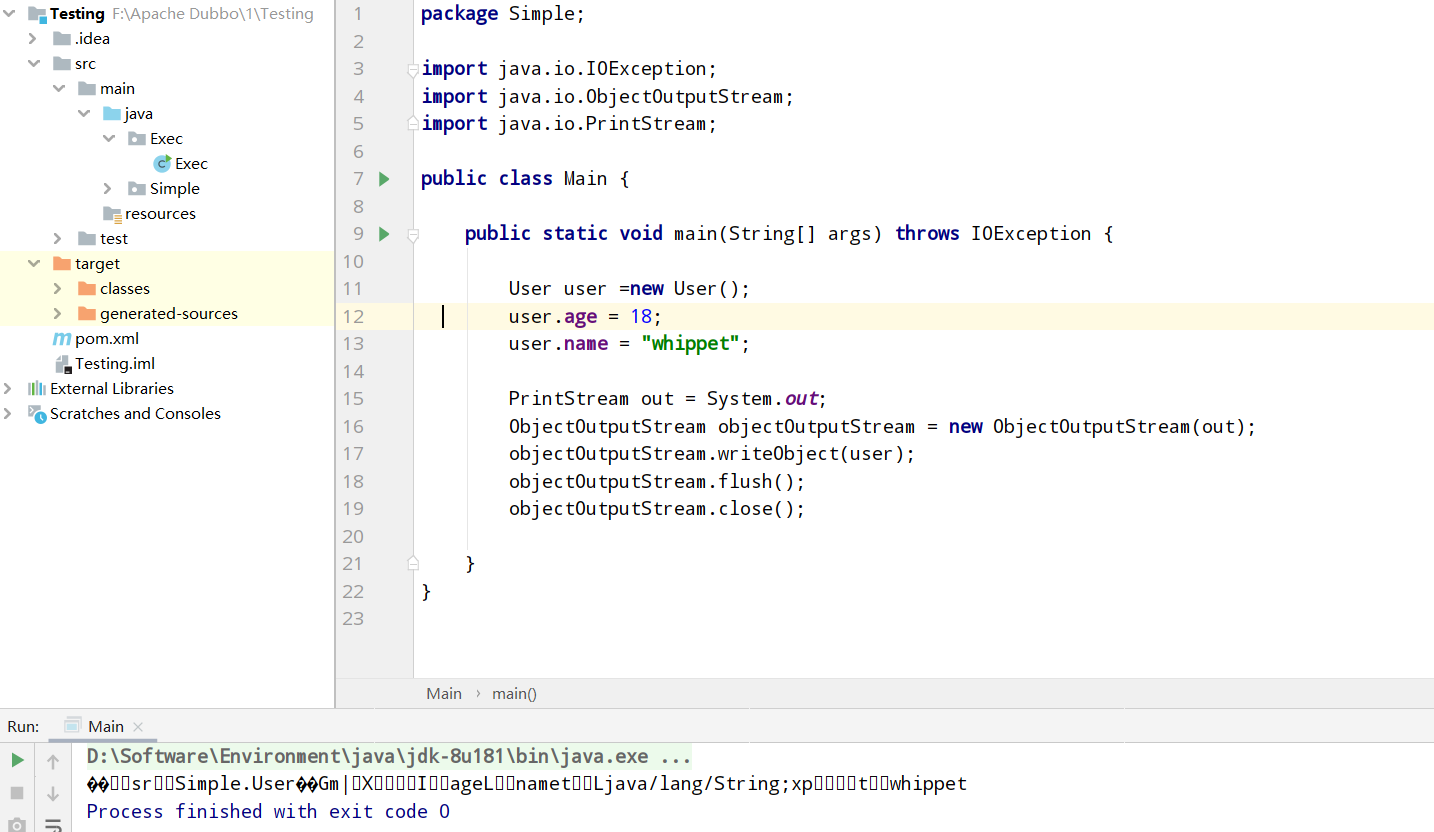 Testing F:\Apache Dubbo\1\Testing
.idea
src
main
java
Exec
Exec
Simple
resources
test
target
classes
generated-sources
pom.xml
Testing.iml
External Libraries
Scratches and Consoles
1 package Simple;
2
3 import java.io.IOException;
4 import java.io.ObjectOutputStream;
5 import java.io.PrintStream;
6
7 public class Main {
8
9 public static void main(String[] args) throws IOException {
10
11 User user =new User();
12 user.age = 18;
13 user.name = "whippet";
14
15 PrintStream out = System.out;
16 ObjectOutputStream objectOutputStream = new ObjectOutputStream(out);
17 objectOutputStream.writeObject(user);
18 objectOutputStream.flush();
19 objectOutputStream.close();
20
21 }
22 }
23
Main › main()
Run: Main
D:\Software\Environment\java\jdk-8u181\bin\java.exe ...
��▯▯sr▯▯Simple.User��Gm|▯X▯▯▯▯I▯▯ageL▯▯namet▯▯Ljava/lang/String;xp▯▯▯▯t▯▯whippet
Process finished with exit code 0